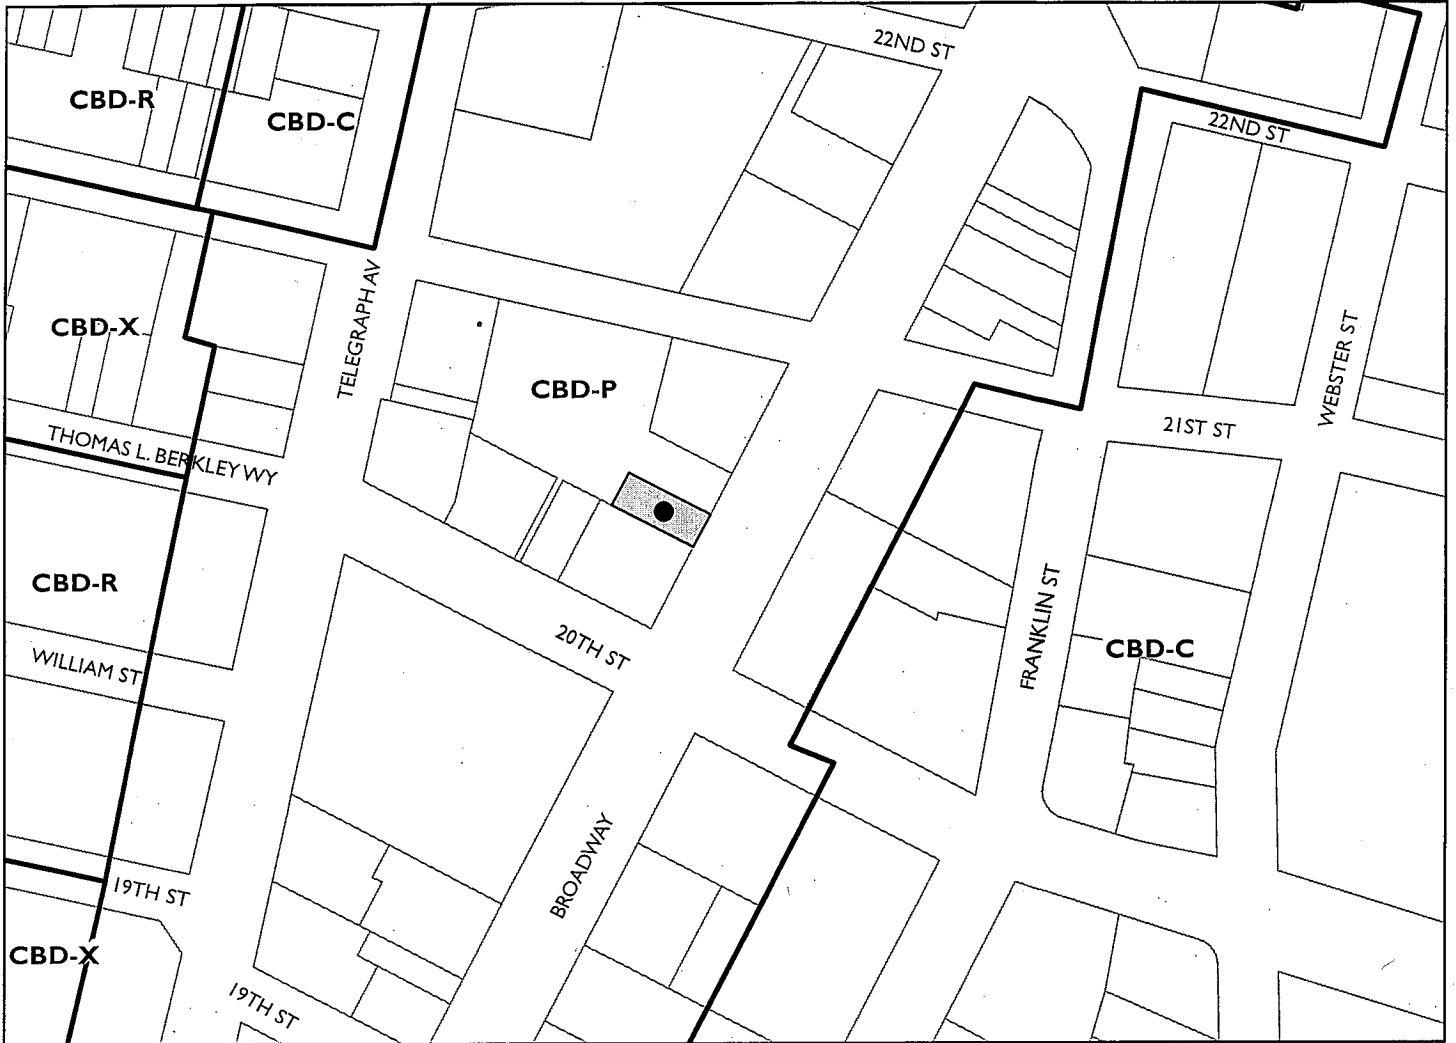 22ND ST
CBD-R
CBD-C
22ND ST
TELEGRAPH AV
CBD-X
WEBSTER ST
CBD-P
21ST ST
THOMAS L. BERKLEY WY
CBD-R
FRANKLIN ST
20TH ST
CBD-C
WILLIAM ST
BROADWAY
19TH ST
CBD-X
19TH ST